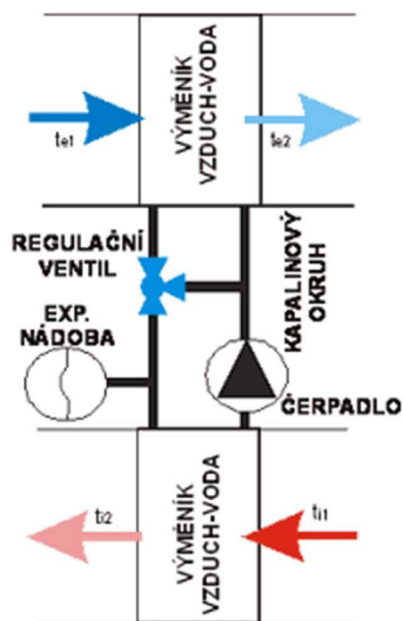 VÝMĚNÍK
VZDUCH-VODA
te1
te2
REGULAČNÍ
VENTIL
KAPALINOVÝ
OKRUH
EXP.
NÁDOBA
ČERPADLO
VÝMĚNÍK
VZDUCH-VODA
ti2
ti1